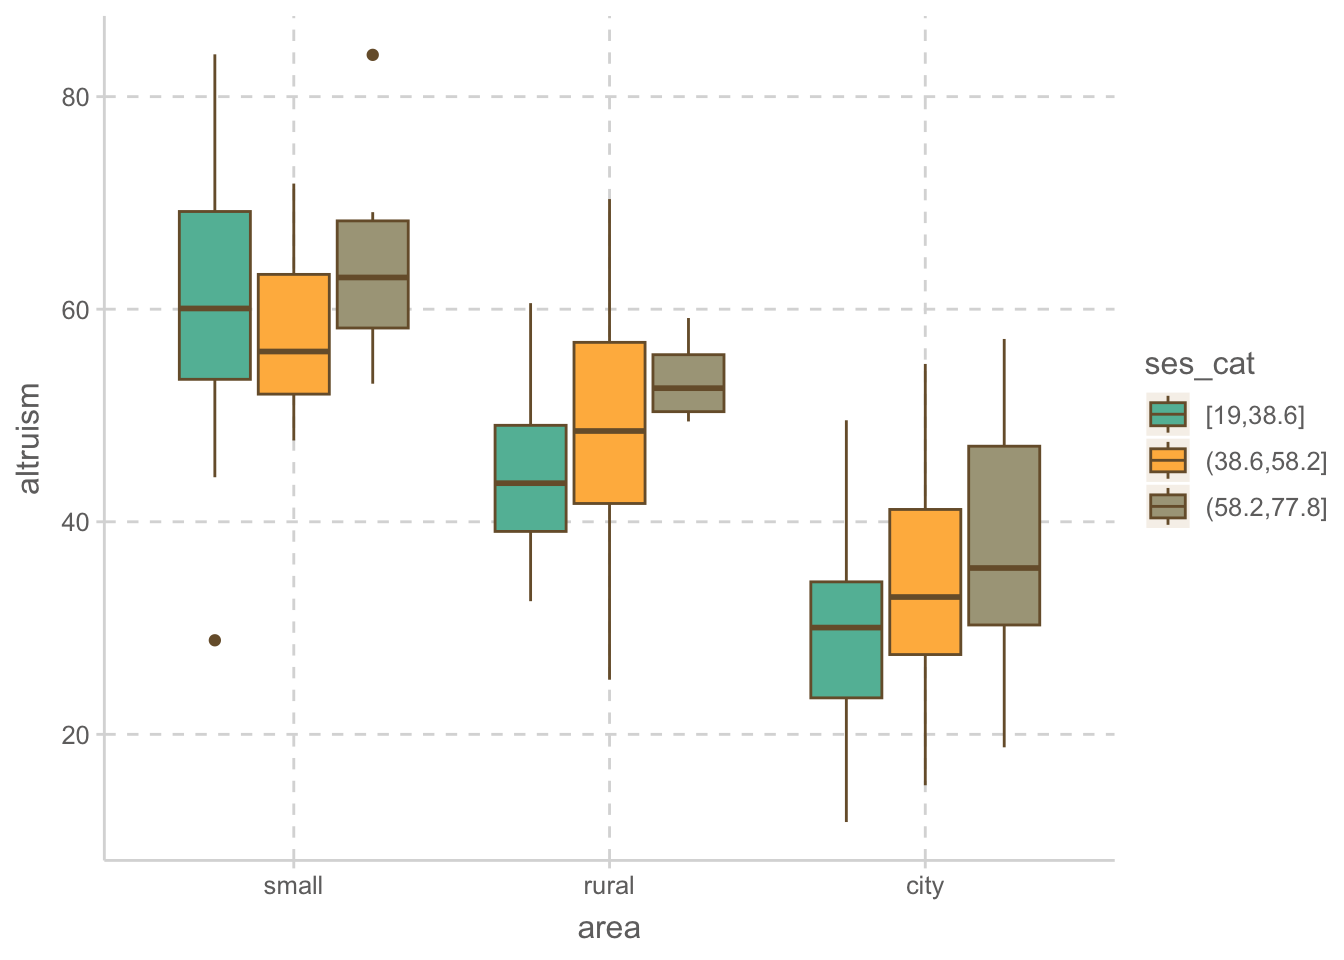 altruism
80
60
40
20
small rural city
area
ses_cat
[19,38.6]
(38.6,58.2]
(58.2,77.8]